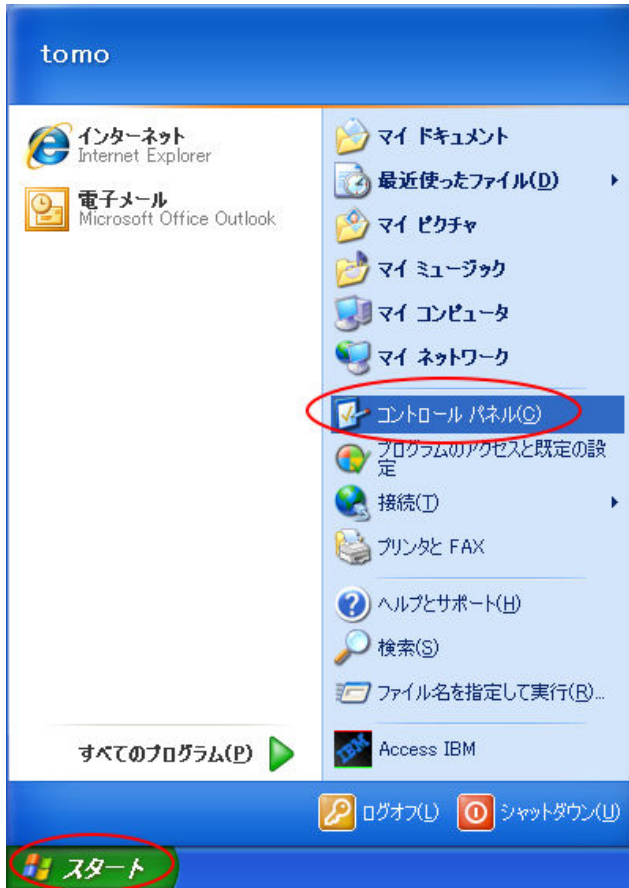 tomo
インターネット
Internet Explorer
電子メール
Microsoft Office Outlook
すべてのプログラム(P)
マイ ドキュメント
最近使ったファイル(D)
マイ ピクチャ
マイ ミュージック
マイ コンピュータ
マイ ネットワーク
コントロール パネル(C)
プログラムのアクセスと既定の設
定
接続(T)
プリンタと FAX
ヘルプとサポート(H)
検索(S)
ファイル名を指定して実行(R)...
IBM
Access IBM
ログオフ(L)
シャットダウン(U)
スタート